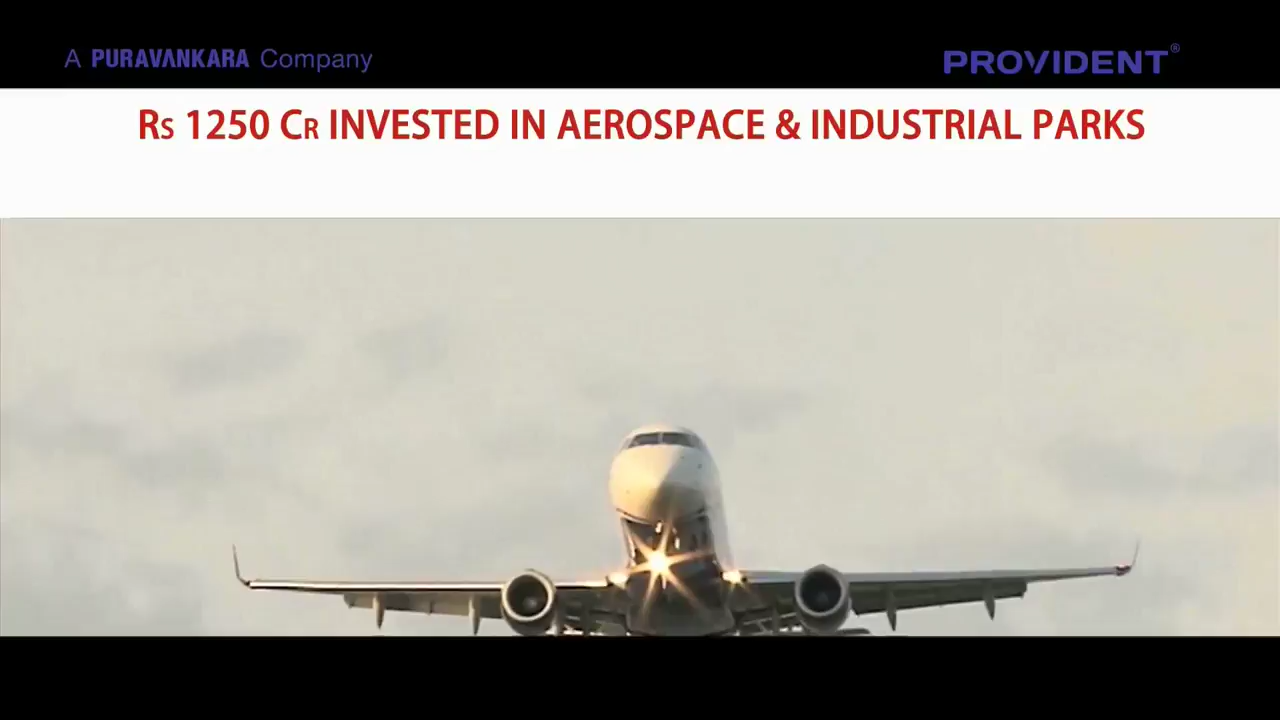 A PURAVANKARA Company
PROVIDENT®
Rs 1250 Cr INVESTED IN AEROSPACE & INDUSTRIAL PARKS